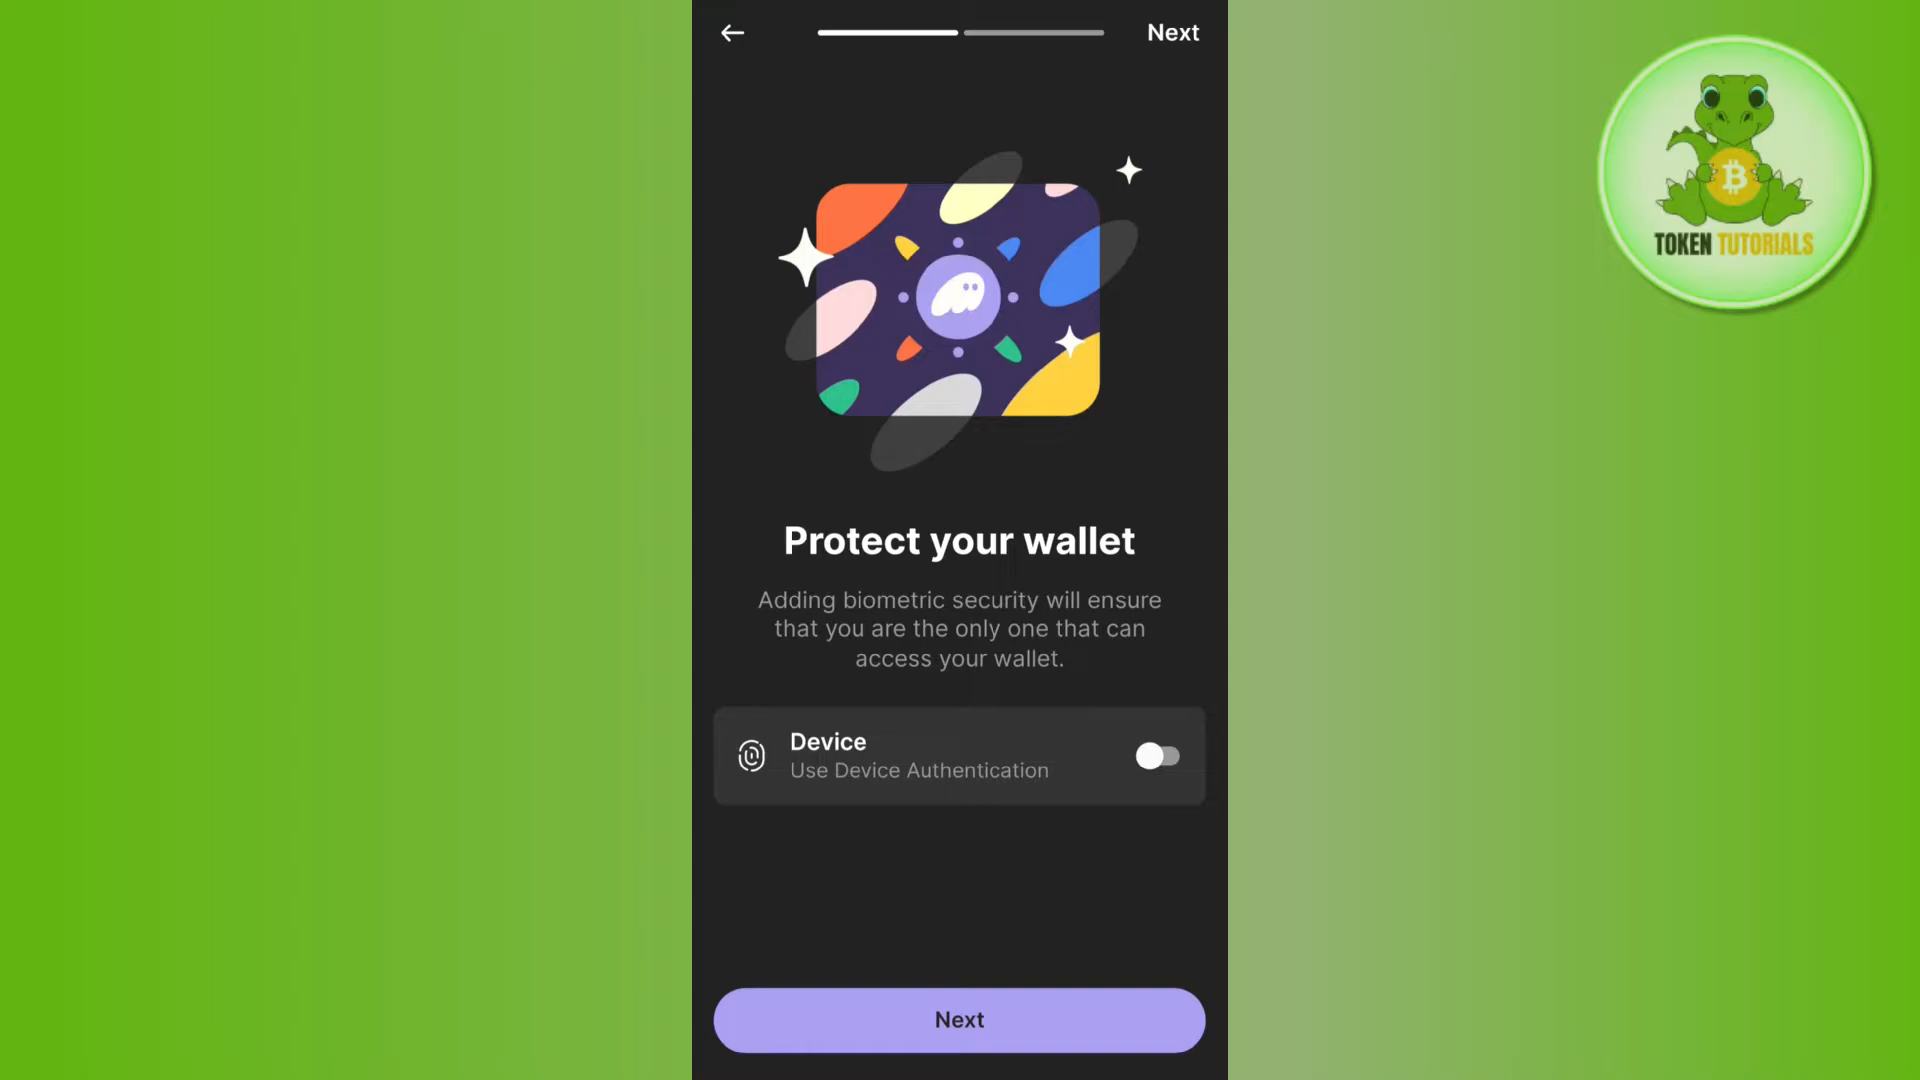 Next
TOKEN TUTORIALS
Protect your wallet
Adding biometric security will ensure
that you are the only one that can
access your wallet.
Device
Use Device Authentication
Next